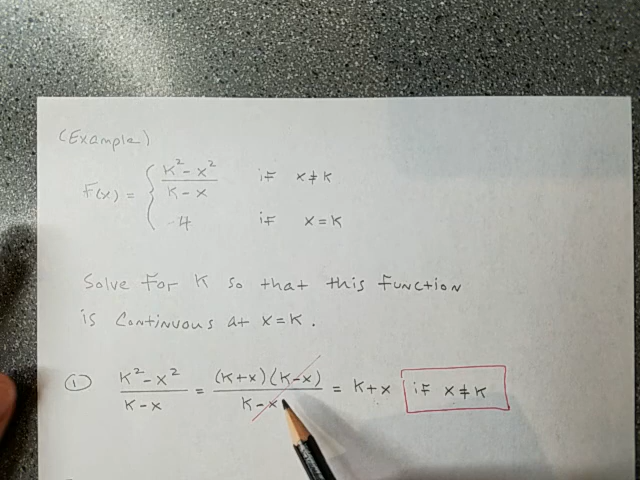 (Example)
F(x) = { K² - x² / K - x if x ≠ K
-4 if x = K
Solve For K so that this function
is continuous at x = K.
① K² - x² / K - x = (K+x)(K-x) / K - x = K+x if x ≠ K